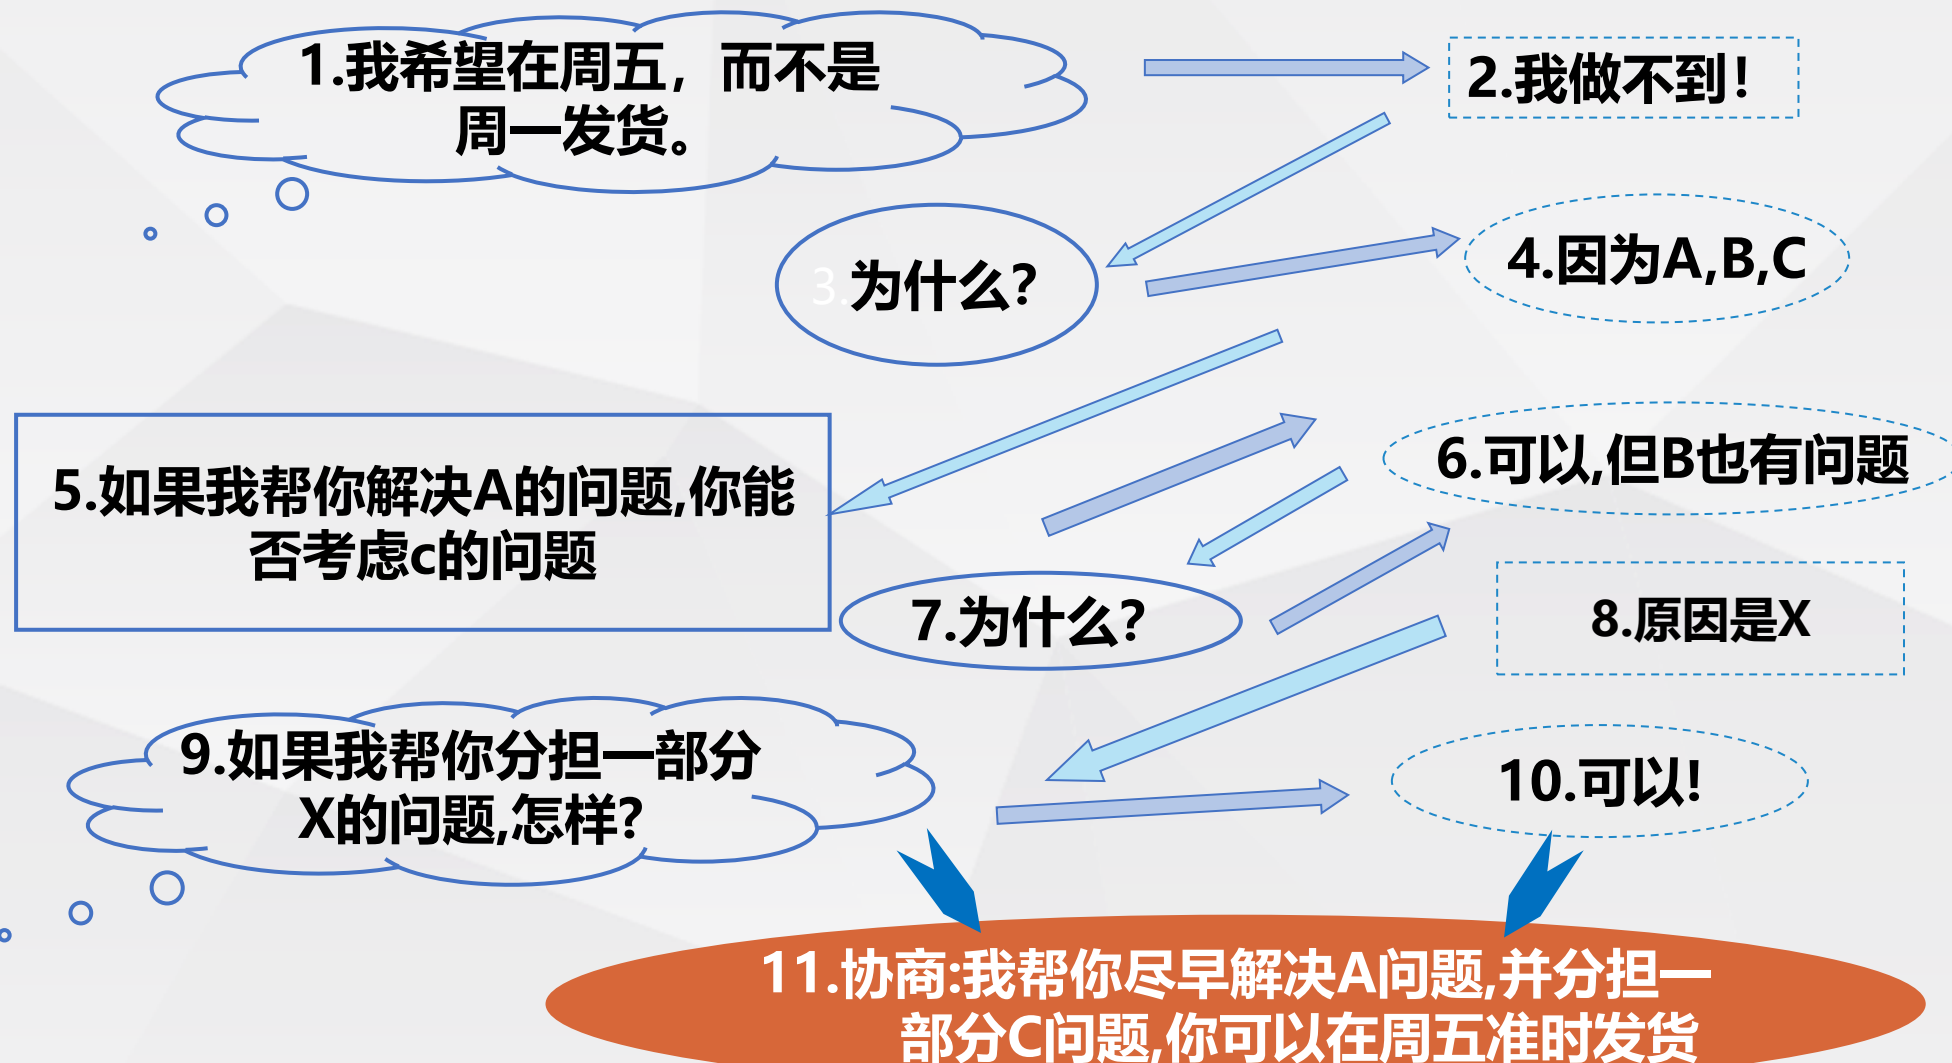 1.我希望在周五，而不是
周一发货。
2.我做不到！
3.为什么?
4.因为A,B,C
5.如果我帮你解决A的问题,你能
否考虑c的问题
6.可以,但B也有问题
7.为什么?
8.原因是X
9.如果我帮你分担一部分
X的问题,怎样?
10.可以!
11.协商:我帮你尽早解决A问题,并分担一
部分C问题,你可以在周五准时发货